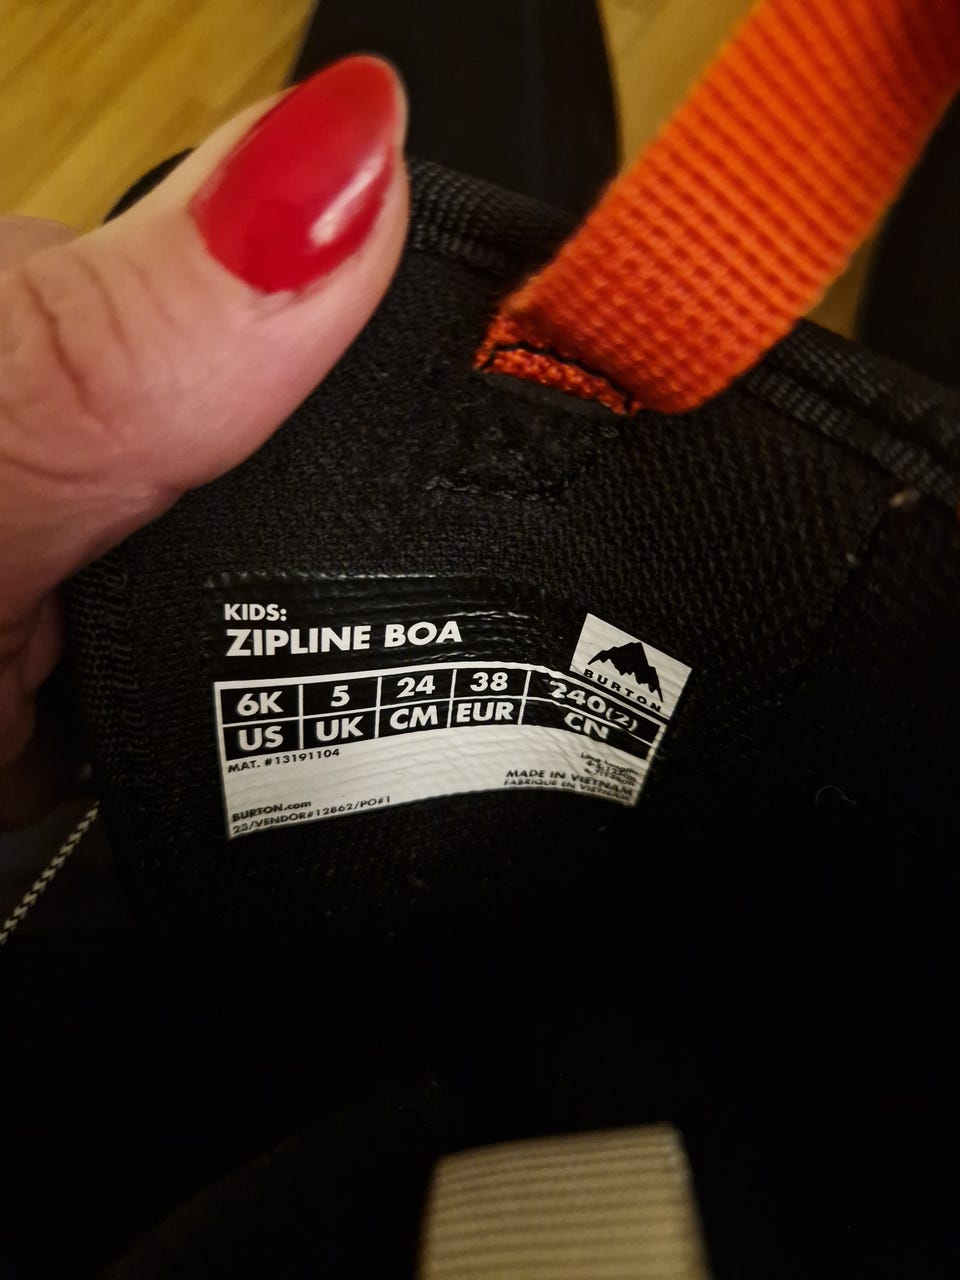 KIDS:
ZIPLINE BOA
BURTON
6K 5 24 38 240(2)
US UK CM EUR CN
MAT. #13191104
MADE IN VIETNAM
FABRIQUE EN VIETNAM
BURTON.com
23/VENDOR#12862/PO#1